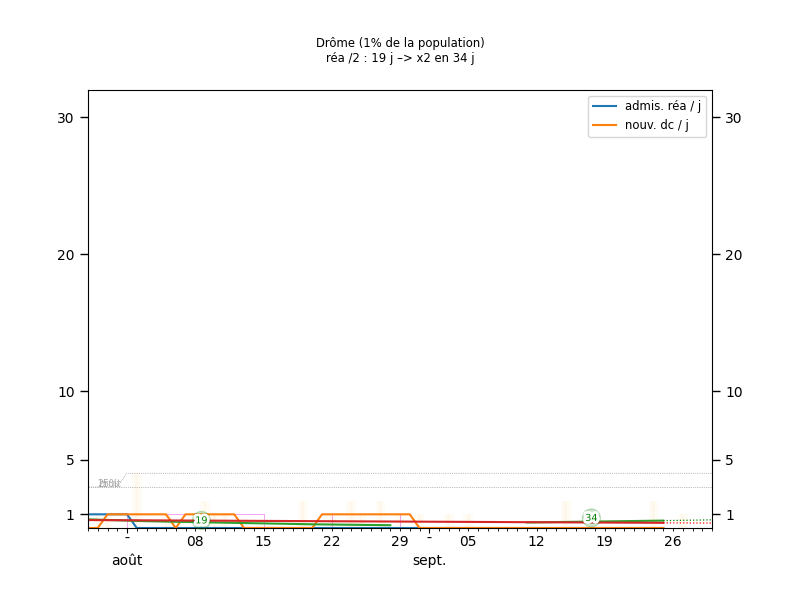 Drôme (1% de la population)
réa /2 : 19 j –> x2 en 34 j
admis. réa / j
nouv. dc / j
30 30
20 20
10 10
5 5
1 1
19 34
- 08 15 22 29 - 05 12 19 26
août sept.